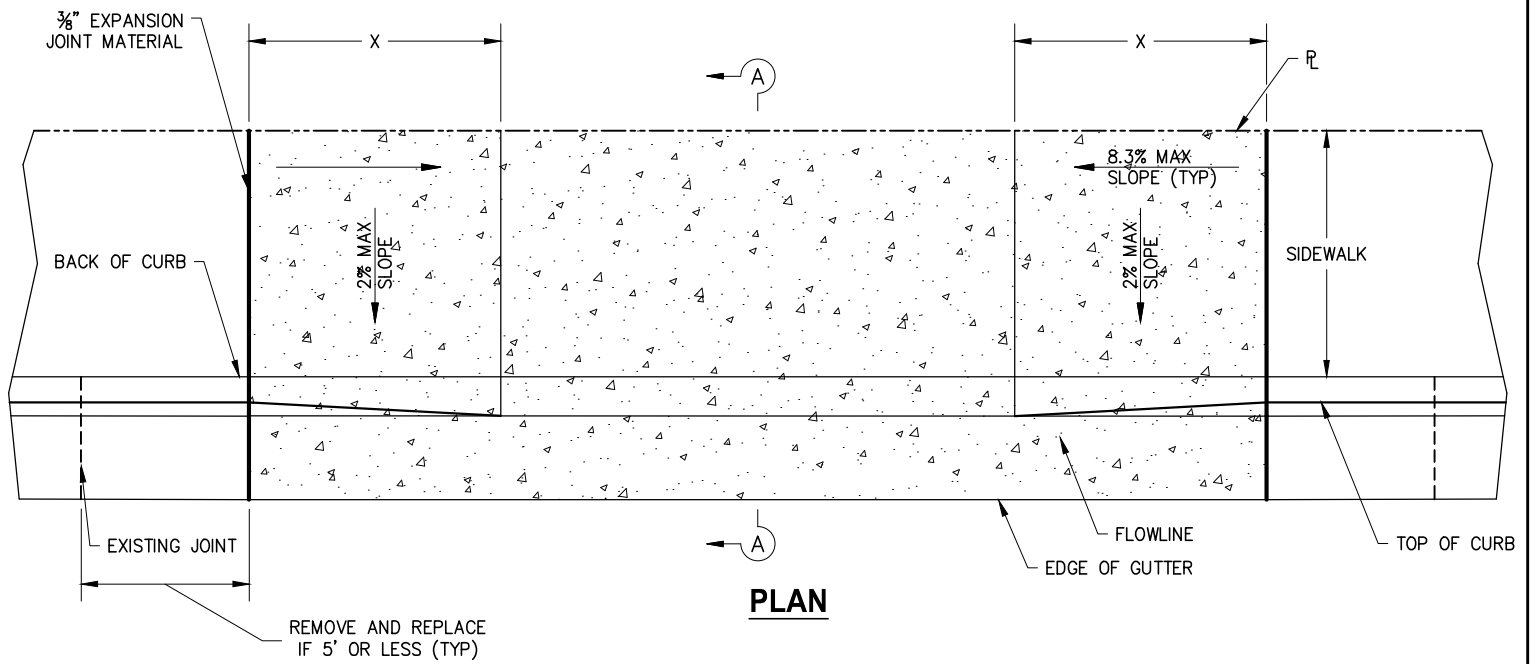 ⅜" EXPANSION
JOINT MATERIAL
X
X
A
℄
8.3% MAX
SLOPE (TYP)
2% MAX
SLOPE
2% MAX
SLOPE
SIDEWALK
BACK OF CURB
EXISTING JOINT
A
FLOWLINE
TOP OF CURB
EDGE OF GUTTER
PLAN
REMOVE AND REPLACE
IF 5' OR LESS (TYP)